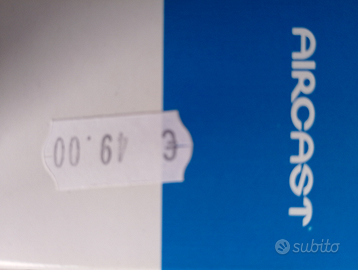 AIRCAST
€ 49.00
subito